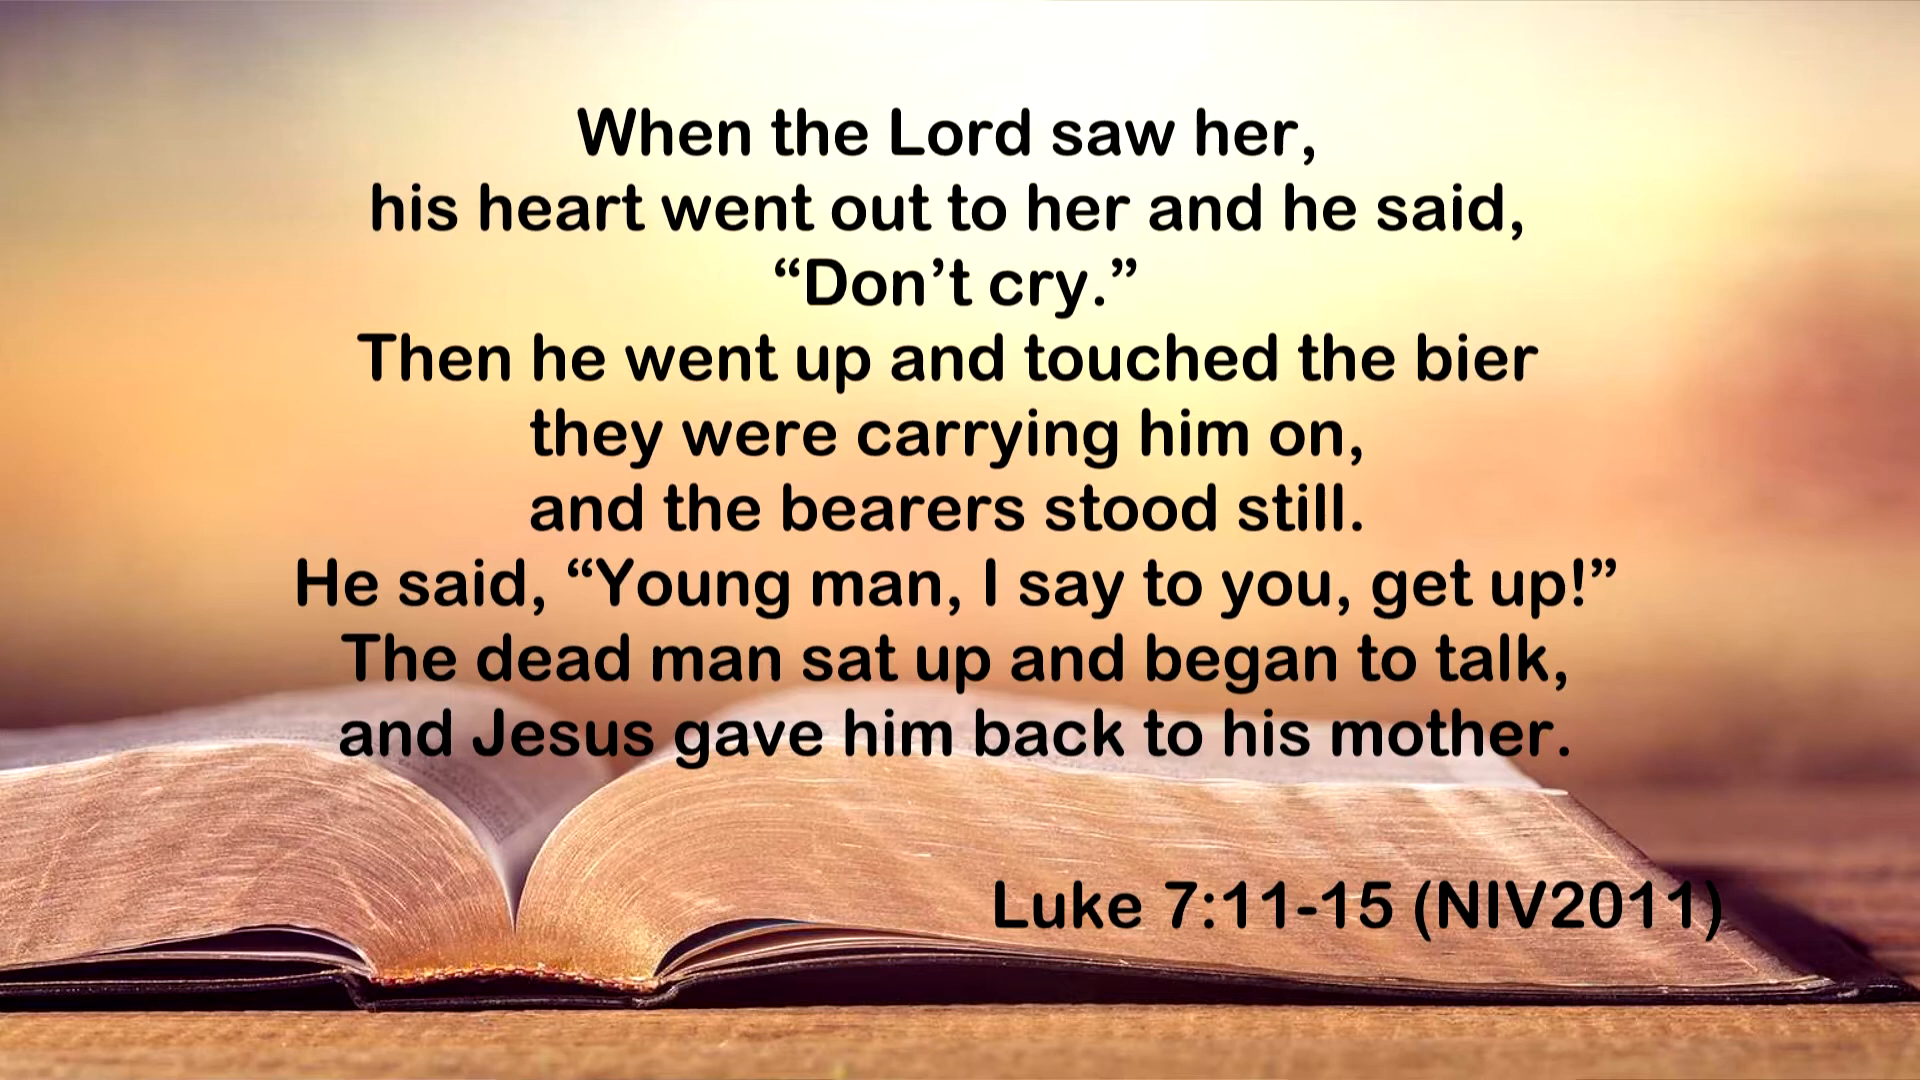 When the Lord saw her,
his heart went out to her and he said,
“Don’t cry.”
Then he went up and touched the bier
they were carrying him on,
and the bearers stood still.
He said, “Young man, I say to you, get up!”
The dead man sat up and began to talk,
and Jesus gave him back to his mother.
Luke 7:11-15 (NIV2011)